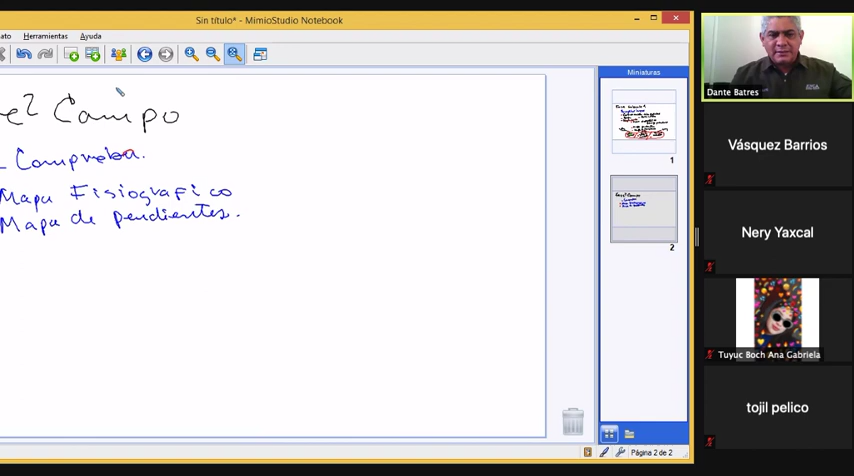 Sin título* - MimioStudio Notebook
ato Herramientas Ayuda
Campo
Comprueba.
Mapa Fisiografico
Mapa de pendientes.
Miniaturas
1
2
Página 2 de 2
Dante Batres
Vásquez Barrios
Nery Yaxcal
Tuyuc Boch Ana Gabriela
tojil pelico